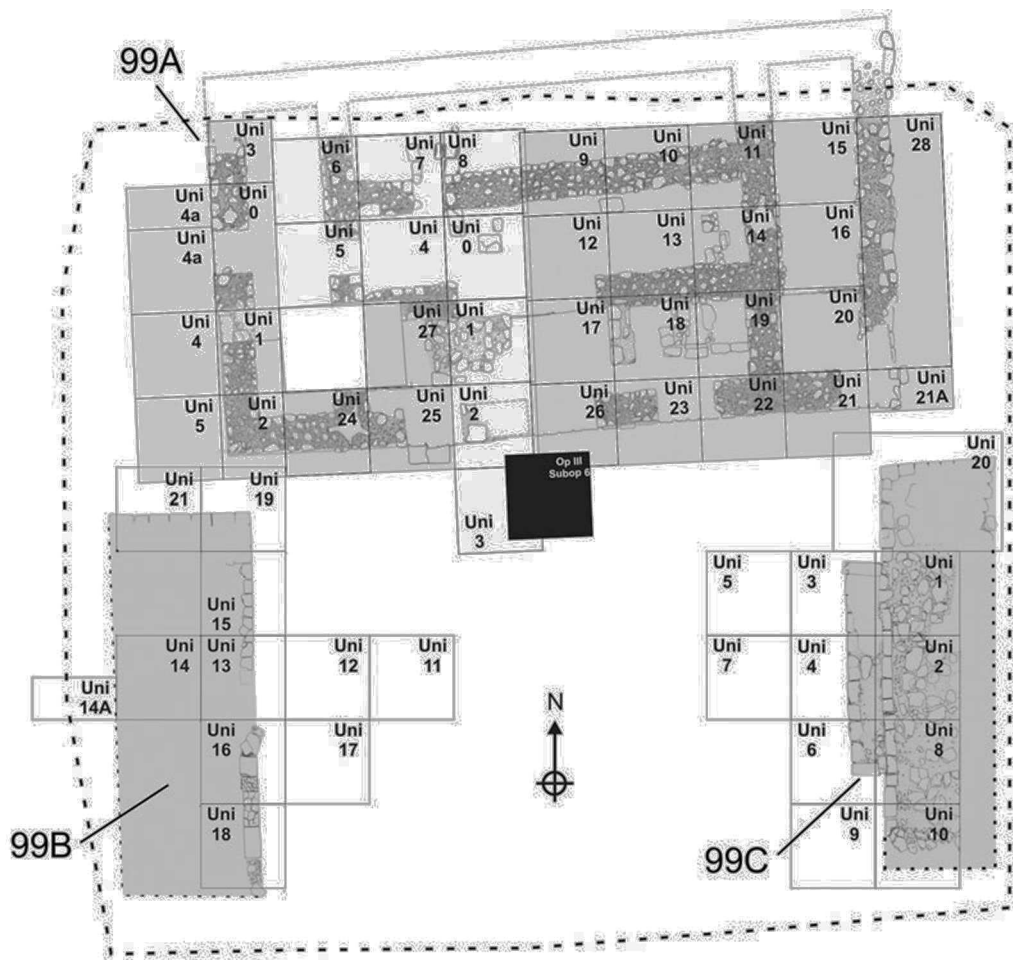 99A
Uni
3
Uni
6
Uni
7
Uni
8
Uni
9
Uni
10
Uni
11
Uni
15
Uni
28
Uni
4a
Uni
0
Uni
4a
Uni
5
Uni
4
Uni
0
Uni
12
Uni
13
Uni
14
Uni
16
Uni
4
Uni
1
Uni
27
Uni
1
Uni
17
Uni
18
Uni
19
Uni
20
Uni
5
Uni
2
Uni
24
Uni
25
Uni
2
Uni
26
Uni
23
Uni
22
Uni
21
Uni
21A
Op III
Subop 6
Uni
3
Uni
21
Uni
19
Uni
15
Uni
14
Uni
13
Uni
12
Uni
11
Uni
14A
Uni
16
Uni
17
Uni
18
99B
N
Uni
20
Uni
5
Uni
3
Uni
1
Uni
7
Uni
4
Uni
2
Uni
6
Uni
8
Uni
9
Uni
10
99C